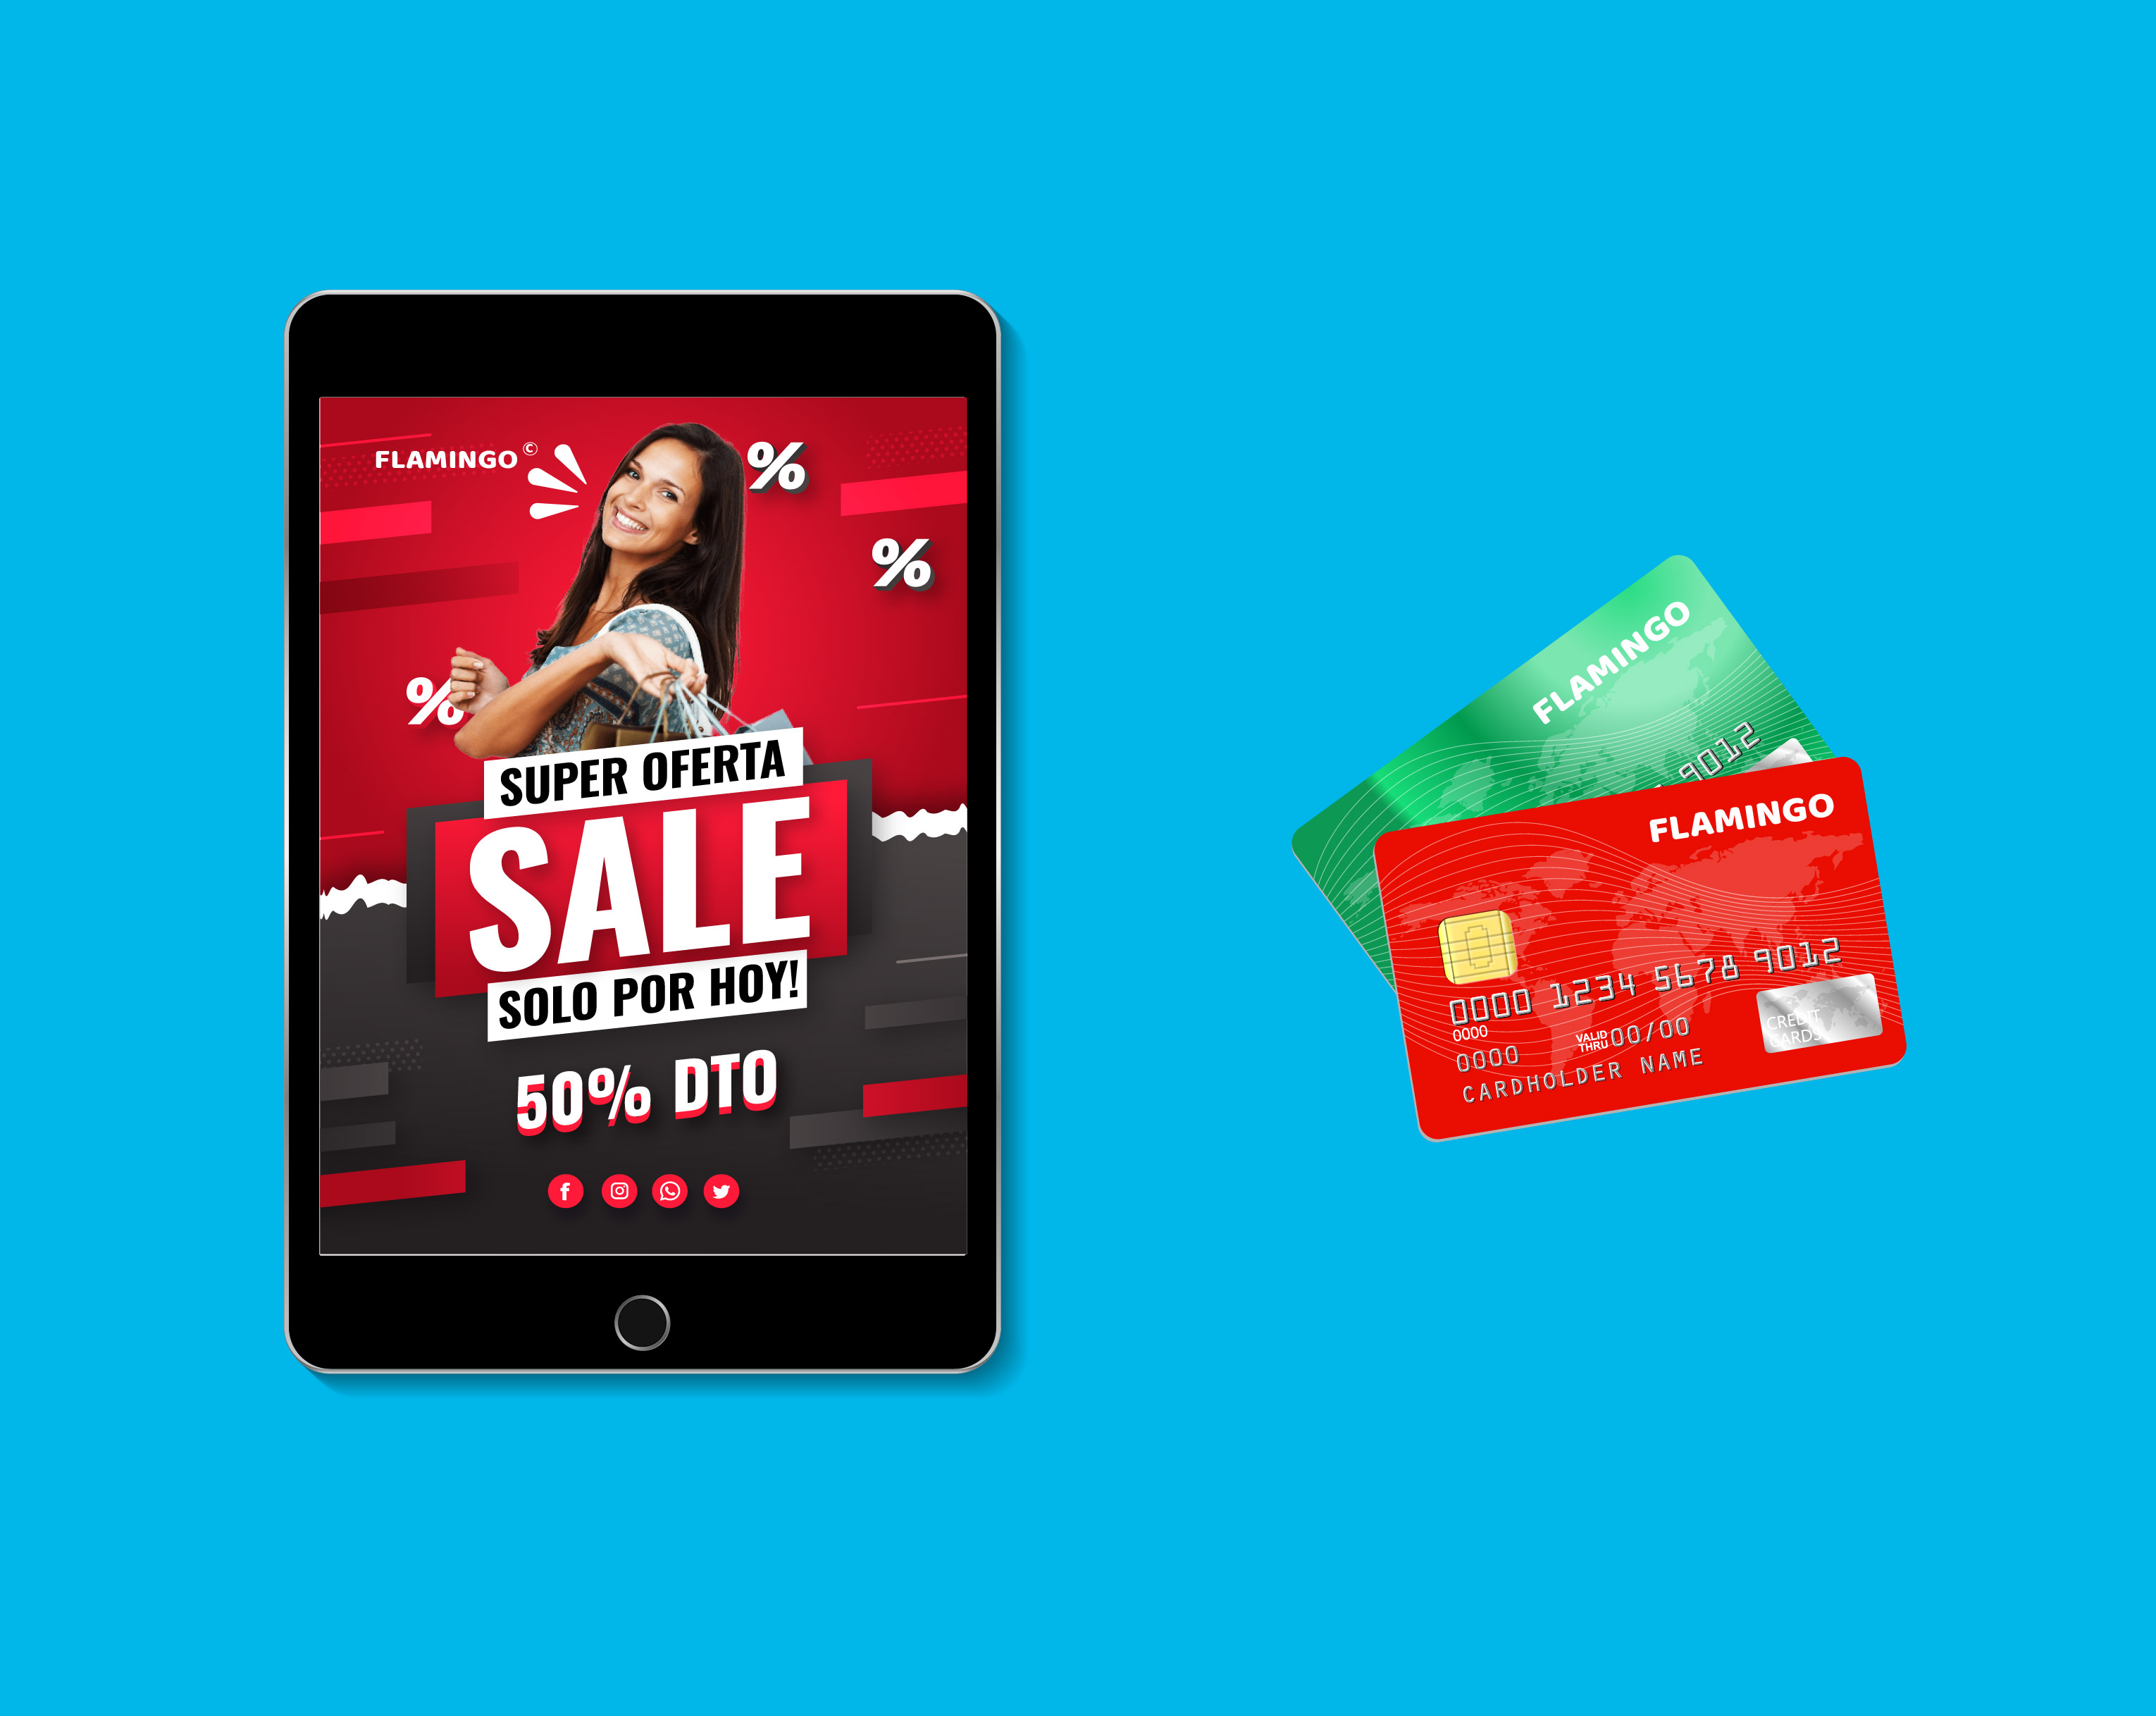 FLAMINGO ©
%
%
%
SUPER OFERTA
SALE
SOLO POR HOY!
50% DTO
FLAMINGO
9012
FLAMINGO
0000 1234 5678 9012
0000
0000 VALID THRU 00/00
CARDHOLDER NAME
CREDIT
CARDS